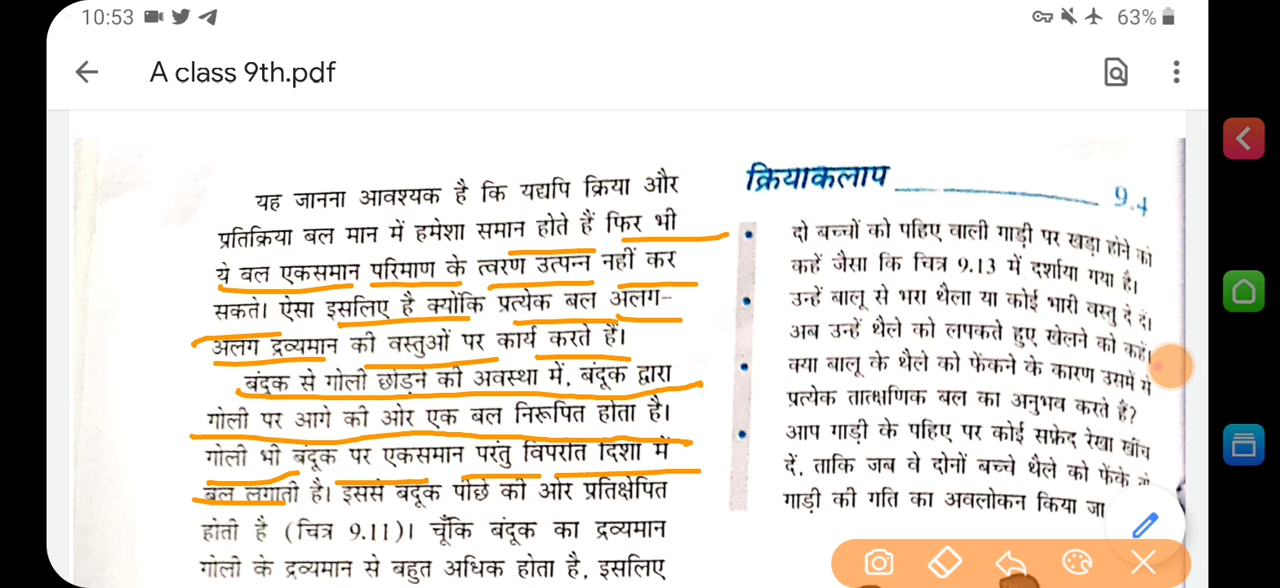 10:53
63%
A class 9th.pdf
यह जानना आवश्यक है कि यद्यपि क्रिया और
प्रतिक्रिया बल मान में हमेशा समान होते हैं फिर भी
ये बल एकसमान परिमाण के त्वरण उत्पन्न नहीं कर
सकते। ऐसा इसलिए है क्योंकि प्रत्येक बल अलग-
अलग द्रव्यमान की वस्तुओं पर कार्य करते हैं।
बंदूक से गोली छोड़ने की अवस्था में, बंदूक द्वारा
गोली पर आगे की ओर एक बल निरूपित होता है।
गोली भी बंदूक पर एकसमान परंतु विपरीत दिशा में
बल लगाती है। इससे बंदूक पीछे की ओर प्रतिक्षेपित
होती है (चित्र 9.11)। चूँकि बंदूक का द्रव्यमान
गोली के द्रव्यमान से बहुत अधिक होता है, इसलिए
क्रियाकलाप 9.4
दो बच्चों को पहिए वाली गाड़ी पर खड़ा होने को
कहें जैसा कि चित्र 9.13 में दर्शाया गया है।
उन्हें बालू से भरा थैला या कोई भारी वस्तु दे दें।
अब उन्हें थैले को लपकते हुए खेलने को कहें।
क्या बालू के थैले को फेंकने के कारण उसमें से
प्रत्येक तात्क्षणिक बल का अनुभव करते हैं?
आप गाड़ी के पहिए पर कोई सफ़ेद रेखा खींच
दें, ताकि जब वे दोनों बच्चे थैले को फेंके
गाड़ी की गति का अवलोकन किया जा